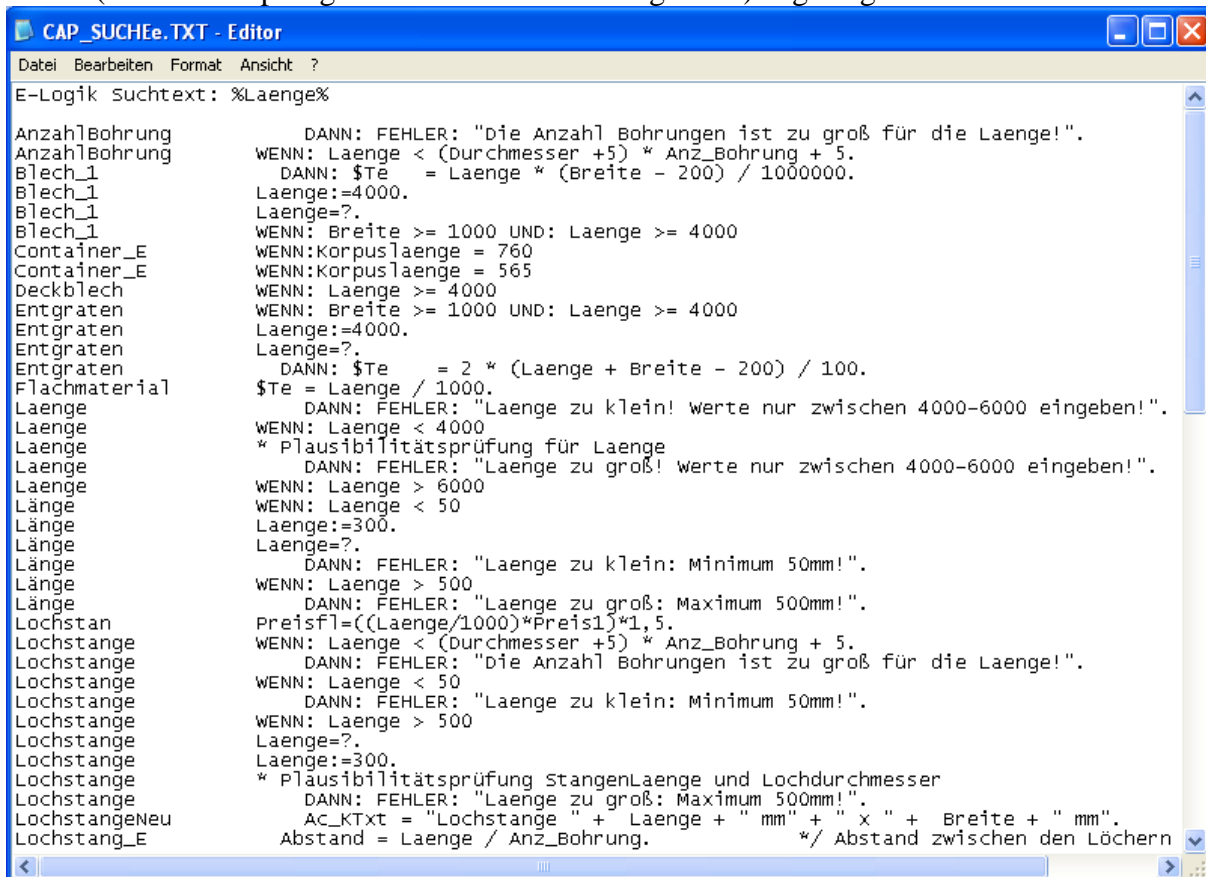 CAP_SUCHEe.TXT - Editor
Datei Bearbeiten Format Ansicht ?
E-Logik Suchtext: %Laenge%
AnzahlBohrung DANN: FEHLER: "Die Anzahl Bohrungen ist zu groß für die Laenge!".
AnzahlBohrung WENN: Laenge < (Durchmesser +5) * Anz_Bohrung + 5.
Blech_1 DANN: $Te = Laenge * (Breite - 200) / 1000000.
Blech_1 Laenge:=4000.
Blech_1 Laenge=?.
Blech_1 WENN: Breite >= 1000 UND: Laenge >= 4000
Container_E WENN:Korpuslaenge = 760
Container_E WENN:Korpuslaenge = 565
Deckblech WENN: Laenge >= 4000
Entgraten WENN: Breite >= 1000 UND: Laenge >= 4000
Entgraten Laenge:=4000.
Entgraten Laenge=?.
Entgraten DANN: $Te = 2 * (Laenge + Breite - 200) / 100.
Flachmaterial $Te = Laenge / 1000.
Laenge DANN: FEHLER: "Laenge zu klein! Werte nur zwischen 4000-6000 eingeben!".
Laenge WENN: Laenge < 4000
Laenge * Plausibilitätsprüfung für Laenge
Laenge DANN: FEHLER: "Laenge zu groß! Werte nur zwischen 4000-6000 eingeben!".
Laenge WENN: Laenge > 6000
Länge WENN: Laenge < 50
Länge Laenge:=300.
Länge Laenge=?.
Länge DANN: FEHLER: "Laenge zu klein: Minimum 50mm!".
Länge WENN: Laenge > 500
Länge DANN: FEHLER: "Laenge zu groß: Maximum 500mm!".
Lochstan Preisfl=((Laenge/1000)*Preis1)*1,5.
Lochstange WENN: Laenge < (Durchmesser +5) * Anz_Bohrung + 5.
Lochstange DANN: FEHLER: "Die Anzahl Bohrungen ist zu groß für die Laenge!".
Lochstange WENN: Laenge < 50
Lochstange DANN: FEHLER: "Laenge zu klein: Minimum 50mm!".
Lochstange WENN: Laenge > 500
Lochstange Laenge=?.
Lochstange Laenge:=300.
Lochstange * Plausibilitätsprüfung StangenLaenge und Lochdurchmesser
Lochstange DANN: FEHLER: "Laenge zu groß: Maximum 500mm!".
LochstangeNeu Ac_KTxt = "Lochstange " + Laenge + " mm" + " x " + Breite + " mm".
Lochstang_E Abstand = Laenge / Anz_Bohrung. */ Abstand zwischen den Löchern